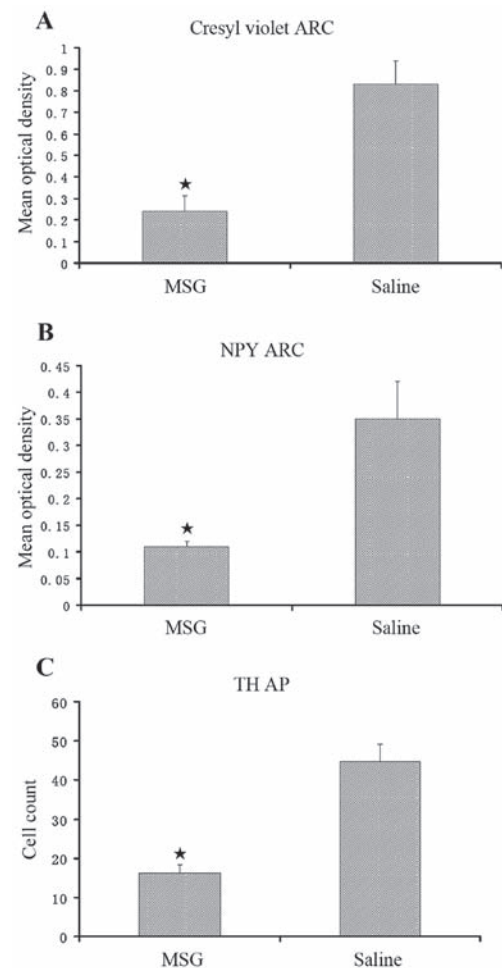 A
Cresyl violet ARC
Mean optical density
1
0.9
0.8
0.7
0.6
0.5
0.4
0.3
0.2
0.1
0
★
MSG Saline
B
NPY ARC
Mean optical density
0.45
0.4
0.35
0.3
0.25
0.2
0.15
0.1
0.05
0
★
MSG Saline
C
TH AP
Cell count
60
50
40
30
20
10
0
★
MSG Saline